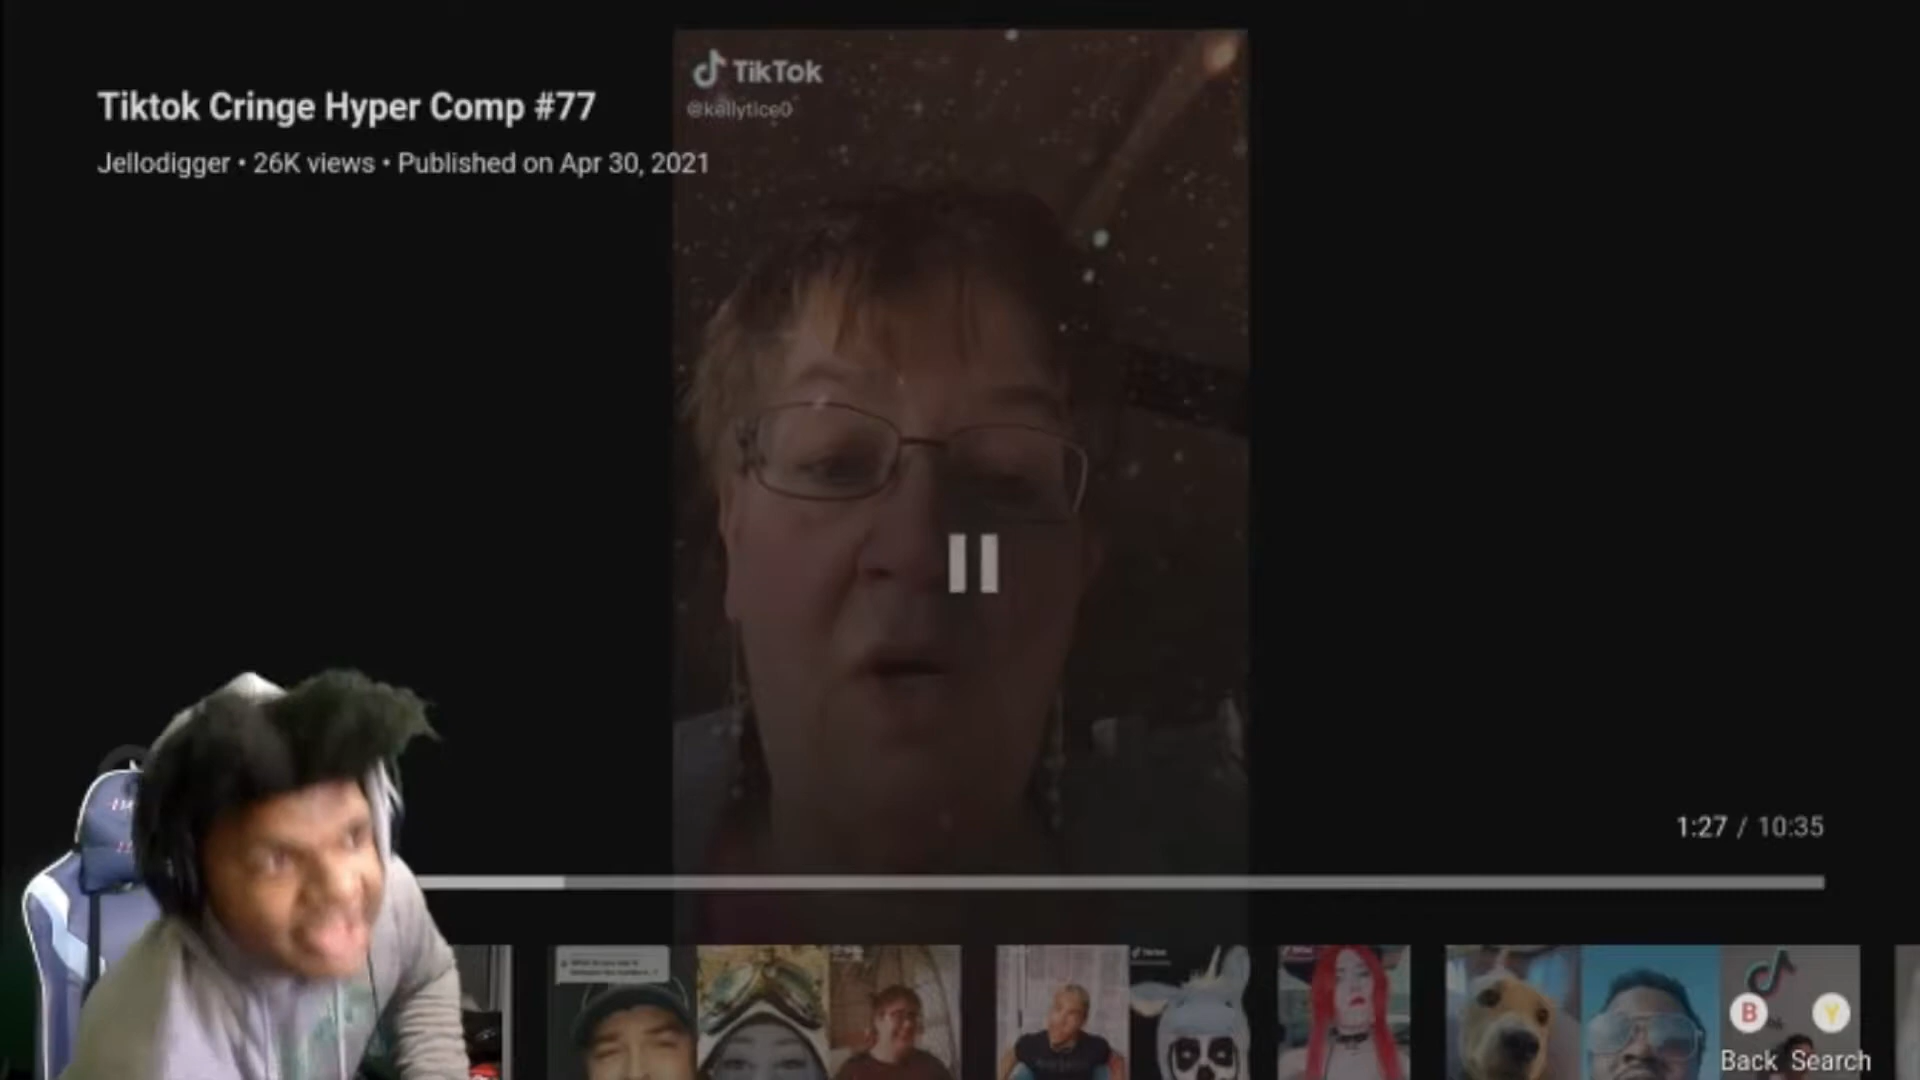 TikTok
@kellytice0
Tiktok Cringe Hyper Comp #77
Jellodigger • 26K views • Published on Apr 30, 2021
1:27 / 10:35
B Y
Back Search